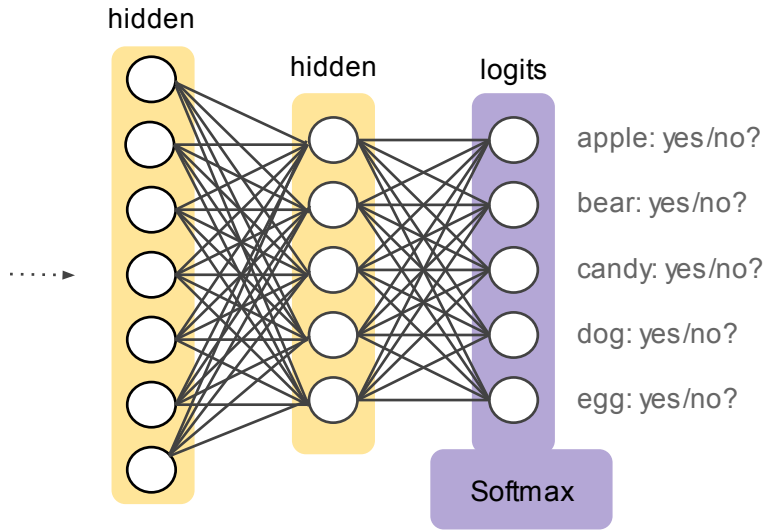 hidden
hidden
logits
apple: yes/no?
bear: yes/no?
candy: yes/no?
dog: yes/no?
egg: yes/no?
Softmax